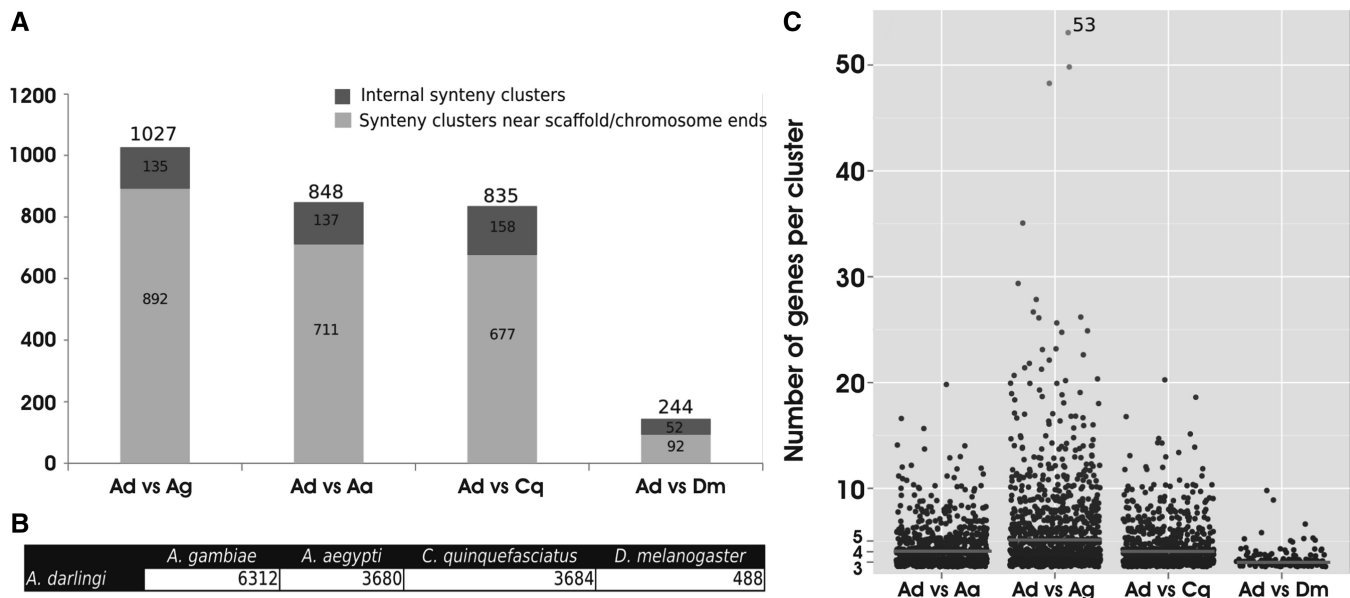 A
1200
1000
800
600
400
200
0
Internal synteny clusters
Synteny clusters near scaffold/chromosome ends
1027
135
892
848
137
711
835
158
677
244
52
92
Ad vs Ag
Ad vs Aa
Ad vs Cq
Ad vs Dm
B
A. gambiae A. aegypti C. quinquefasciatus D. melanogaster
A. darlingi 6312 3680 3684 488
C
Number of genes per cluster
53
50
40
30
20
10
5
4
3
Ad vs Aa
Ad vs Ag
Ad vs Cq
Ad vs Dm